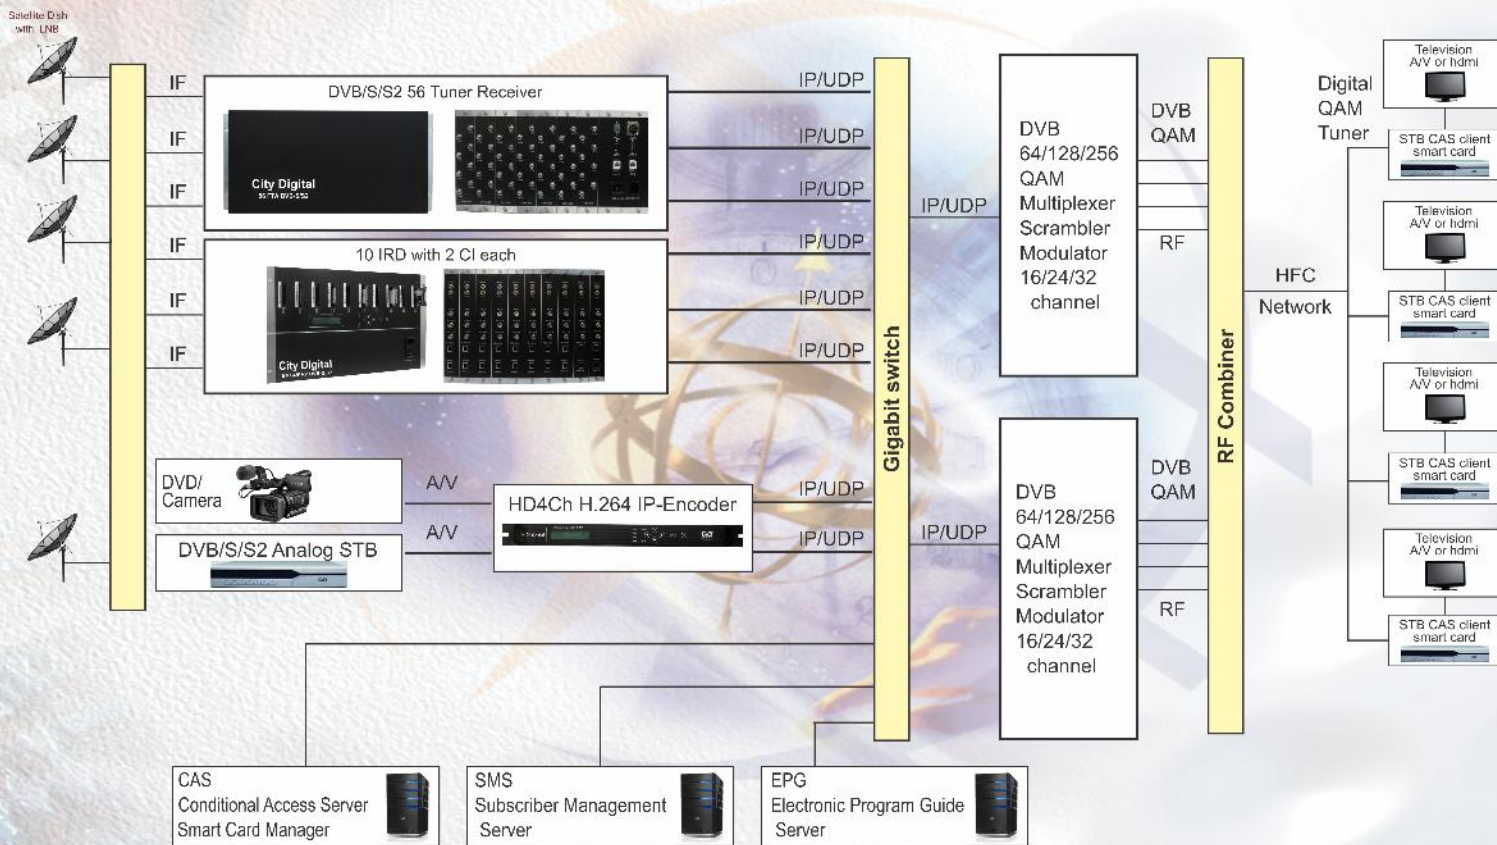 Satellite Dish
with LNB
IF
IF
IF
IF
IF
IF
DVB/S/S2 56 Tuner Receiver
City Digital
56 FTA DVB-S/S2
10 IRD with 2 CI each
City Digital
IP/UDP
IP/UDP
IP/UDP
IP/UDP
IP/UDP
IP/UDP
DVD/
Camera
A/V
DVB/S/S2 Analog STB
A/V
HD4Ch H.264 IP-Encoder
IP/UDP
IP/UDP
Gigabit switch
IP/UDP
IP/UDP
DVB
64/128/256
QAM
Multiplexer
Scrambler
Modulator
16/24/32
channel
DVB
QAM
RF
DVB
64/128/256
QAM
Multiplexer
Scrambler
Modulator
16/24/32
channel
DVB
QAM
RF
RF Combiner
HFC
Network
Digital
QAM
Tuner
Television
A/V or hdmi
STB CAS client
smart card
Television
A/V or hdmi
STB CAS client
smart card
Television
A/V or hdmi
STB CAS client
smart card
Television
A/V or hdmi
STB CAS client
smart card
CAS
Conditional Access Server
Smart Card Manager
SMS
Subscriber Management
Server
EPG
Electronic Program Guide
Server